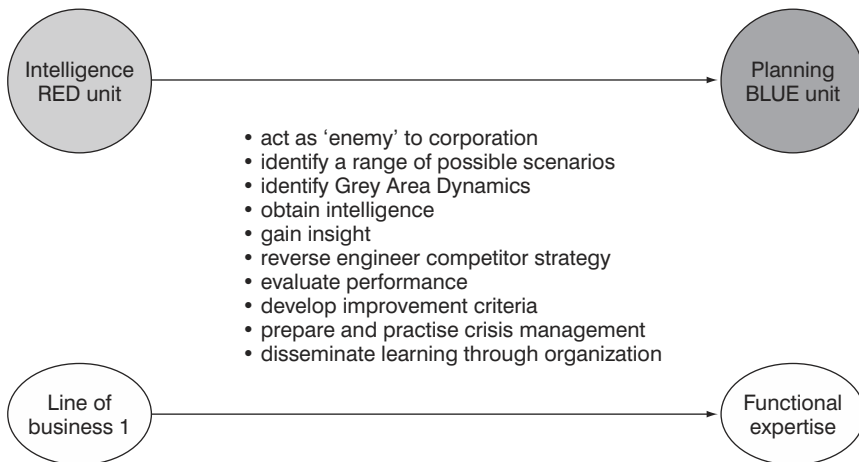 Intelligence
RED unit
Planning
BLUE unit
• act as ‘enemy’ to corporation
• identify a range of possible scenarios
• identify Grey Area Dynamics
• obtain intelligence
• gain insight
• reverse engineer competitor strategy
• evaluate performance
• develop improvement criteria
• prepare and practise crisis management
• disseminate learning through organization
Line of
business 1
Functional
expertise